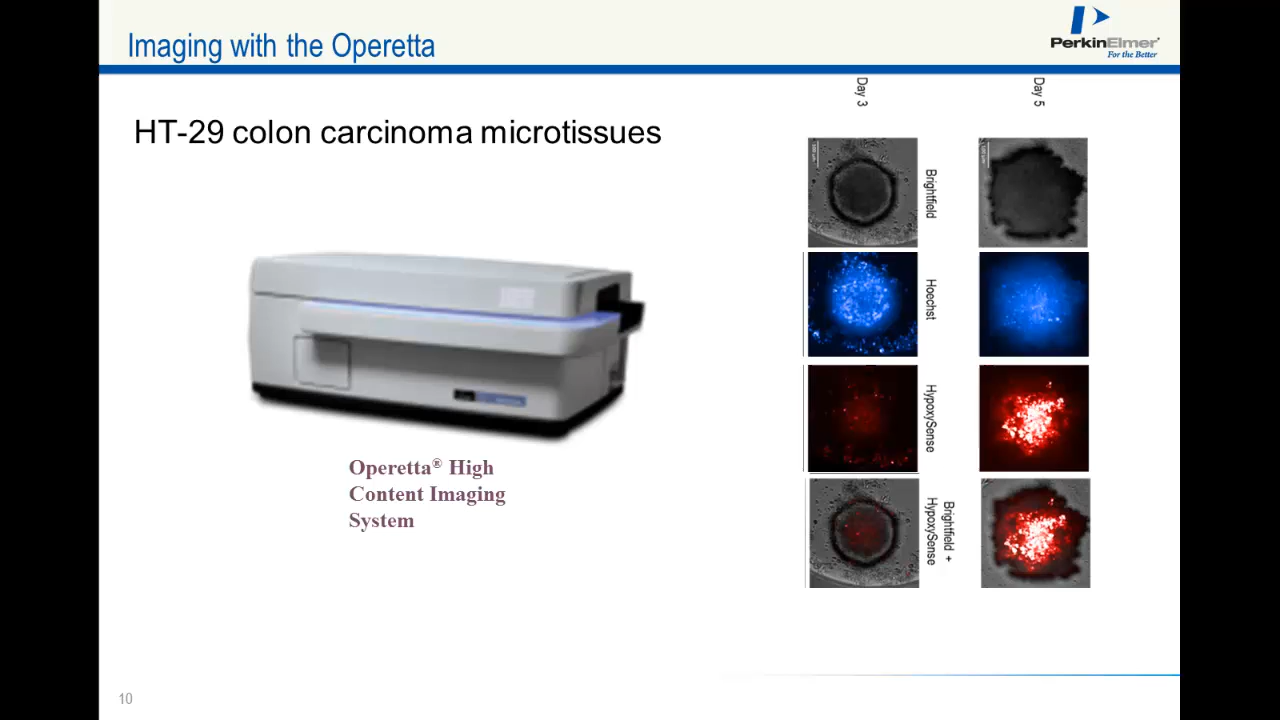 Imaging with the Operetta
PerkinElmer
For the Better
HT-29 colon carcinoma microtissues
Day 3
Day 5
Brightfield
Hoechst
HypoxySense
Brightfield +
HypoxySense
Operetta® High
Content Imaging
System
10